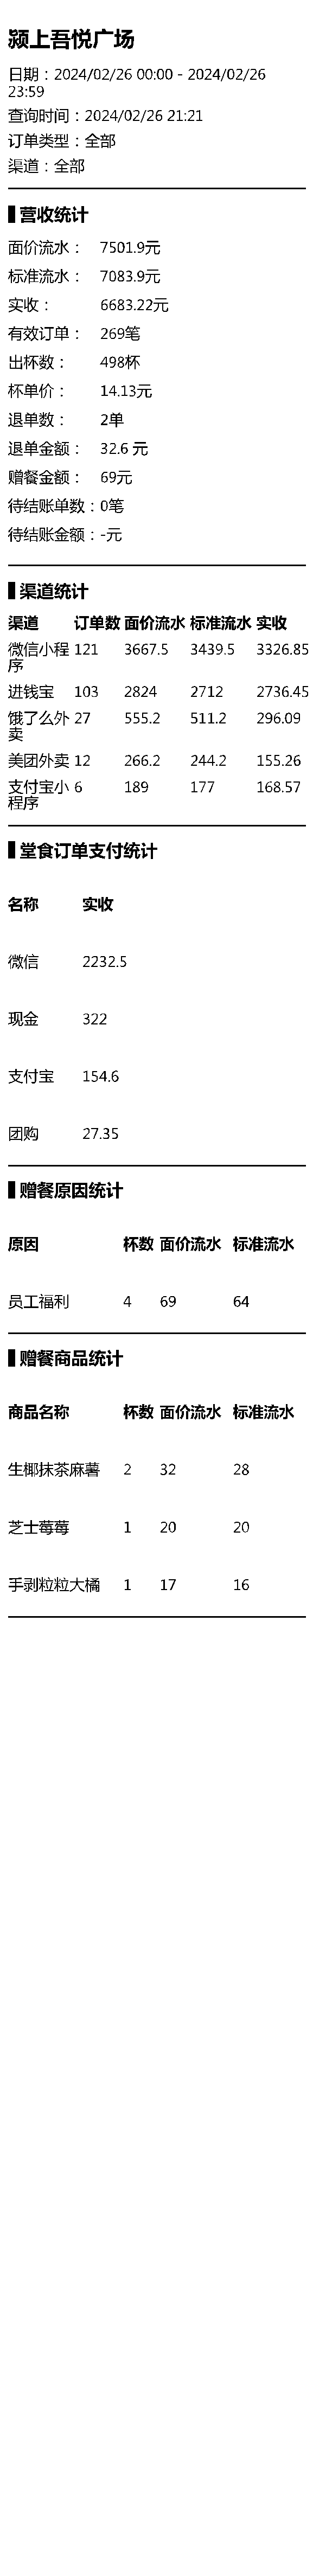 颍上吾悦广场
日期：2024/02/26 00:00 - 2024/02/26
23:59
查询时间：2024/02/26 21:21
订单类型：全部
渠道：全部
营收统计
面价流水： 7501.9元
标准流水： 7083.9元
实收： 6683.22元
有效订单： 269笔
出杯数： 498杯
杯单价： 14.13元
退单数： 2单
退单金额： 32.6 元
赠餐金额： 69元
待结账单数：0笔
待结账金额：-元
渠道统计
渠道 订单数 面价流水 标准流水 实收
微信小程 121 3667.5 3439.5 3326.85
序
进钱宝 103 2824 2712 2736.45
饿了么外 27 555.2 511.2 296.09
卖
美团外卖 12 266.2 244.2 155.26
支付宝小 6 189 177 168.57
程序
堂食订单支付统计
名称 实收
微信 2232.5
现金 322
支付宝 154.6
团购 27.35
赠餐原因统计
原因 杯数 面价流水 标准流水
员工福利 4 69 64
赠餐商品统计
商品名称 杯数 面价流水 标准流水
生椰抹茶麻薯 2 32 28
芝士莓莓 1 20 20
手剥粒粒大橘 1 17 16